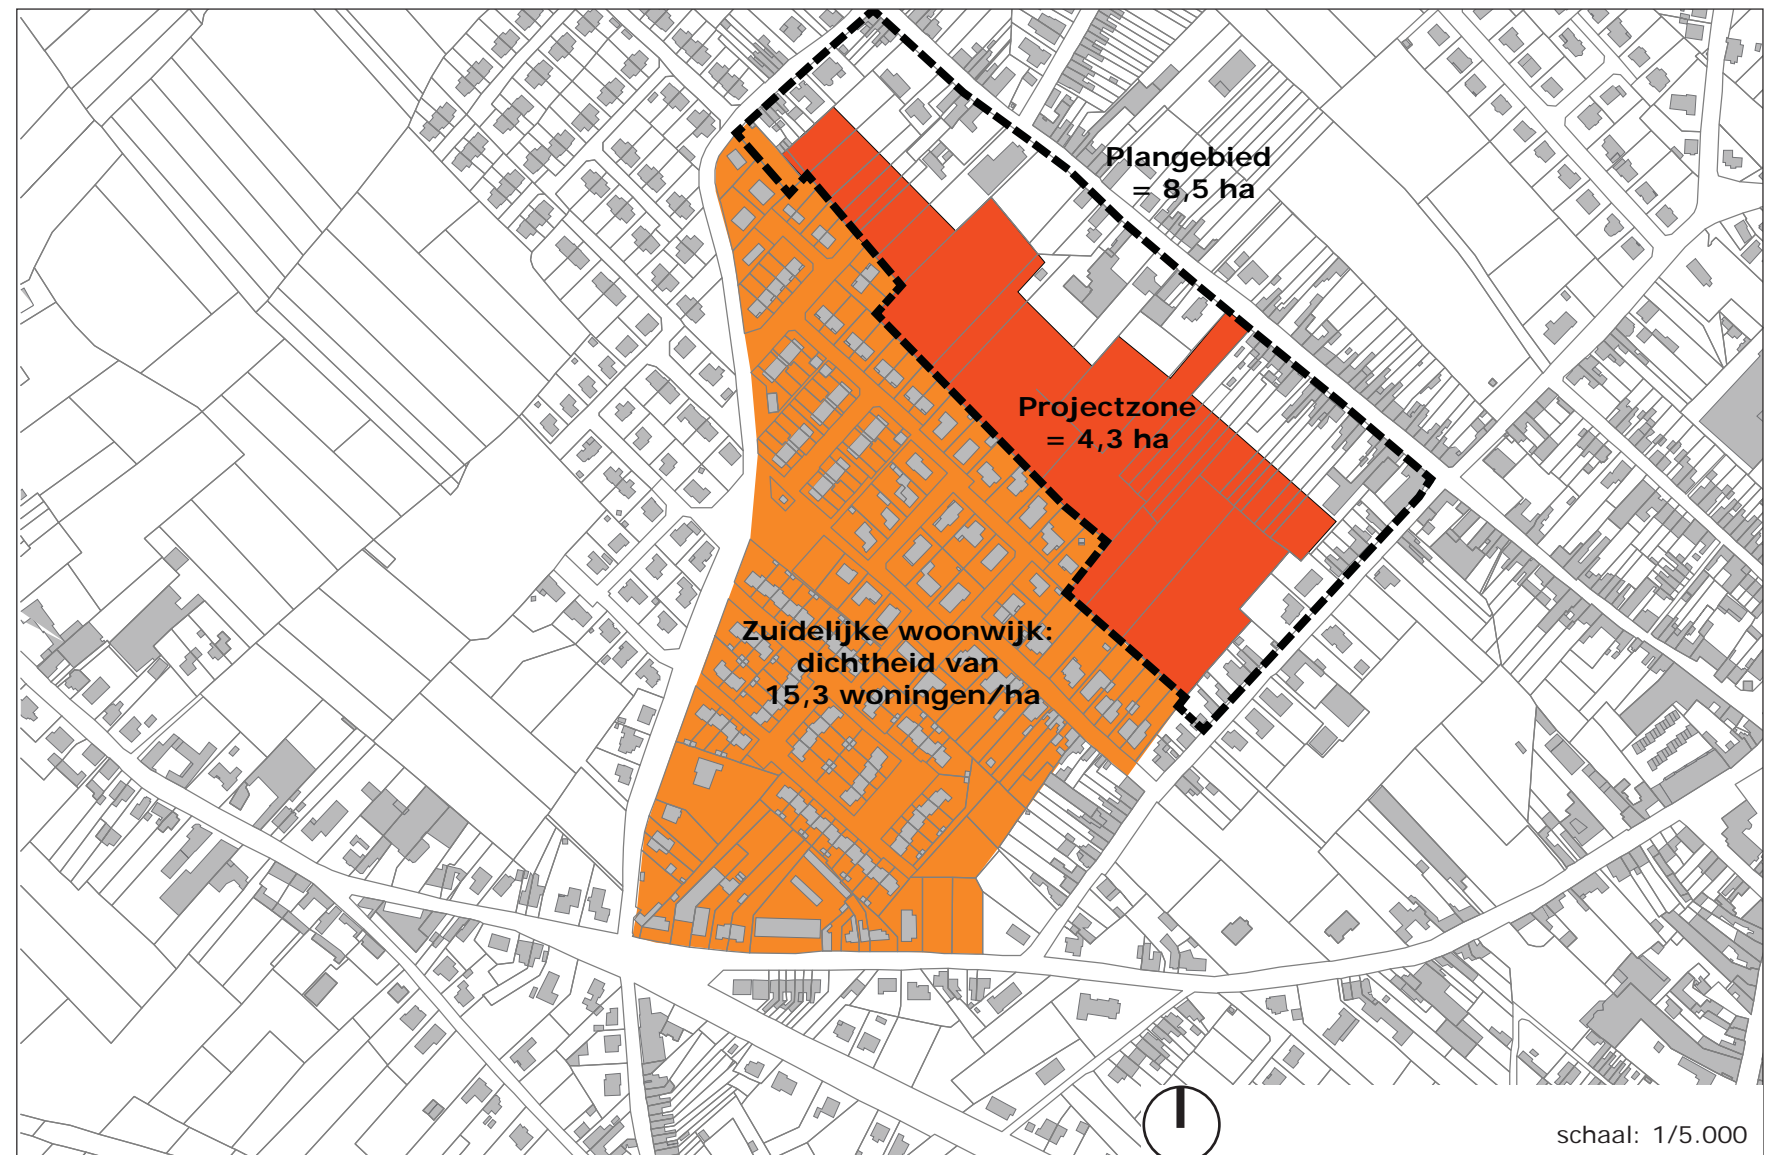 Plangebied
= 8,5 ha
Projectzone
= 4,3 ha
Zuidelijke woonwijk:
dichtheid van
15,3 woningen/ha
schaal: 1/5.000